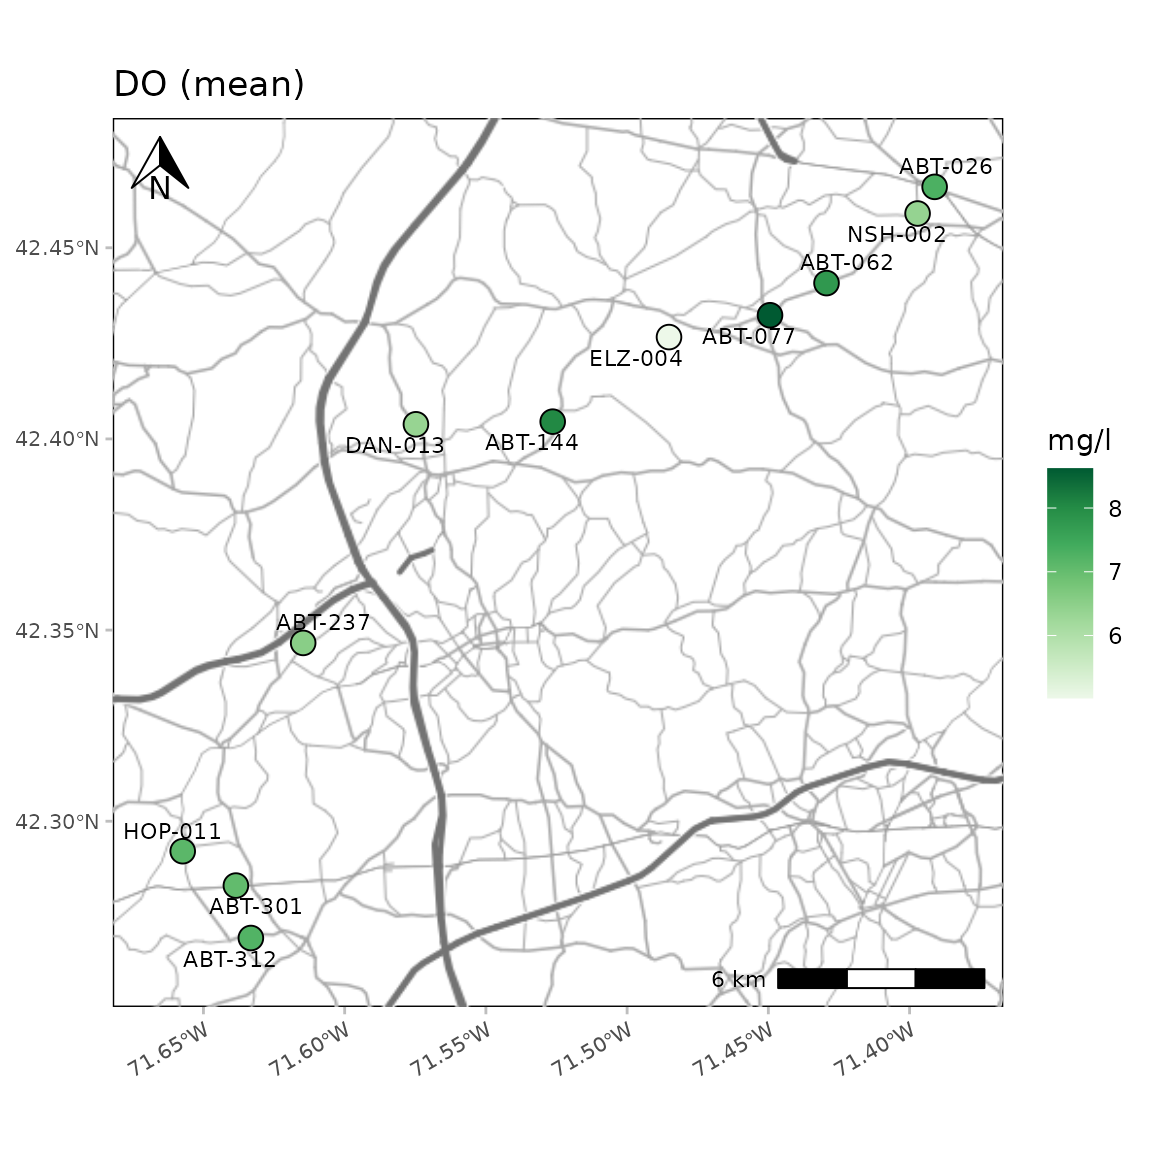 DO (mean)
N
ABT-026
NSH-002
42.45°N
ABT-062
ABT-077
ELZ-004
42.40°N
DAN-013
ABT-144
mg/l
8
7
6
ABT-237
42.35°N
42.30°N
HOP-011
ABT-301
ABT-312
6 km
71.65°W
71.60°W
71.55°W
71.50°W
71.45°W
71.40°W